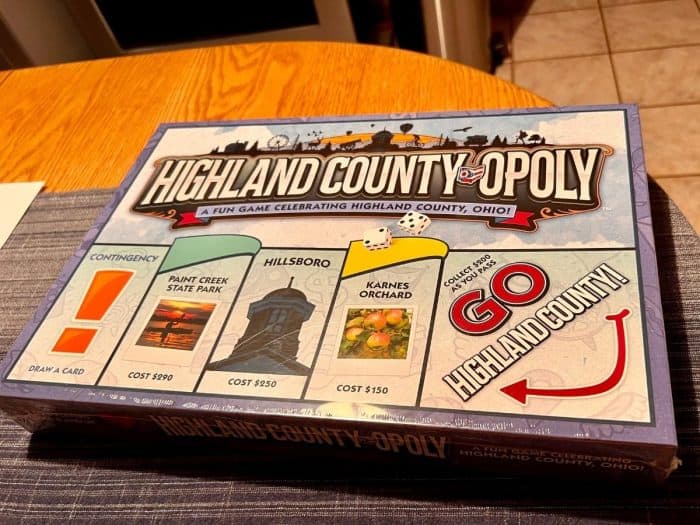 HIGHLAND COUNTY-OPOLY
A FUN GAME CELEBRATING HIGHLAND COUNTY, OHIO!
CONTINGENCY
DRAW A CARD
PAINT CREEK
STATE PARK
COST $290
HILLSBORO
COST $250
KARNES
ORCHARD
COST $150
COLLECT $200
AS YOU PASS
GO
HIGHLAND COUNTY!
HIGHLAND COUNTY-OPOLY
A FUN GAME CELEBRATING
HIGHLAND COUNTY, OHIO!